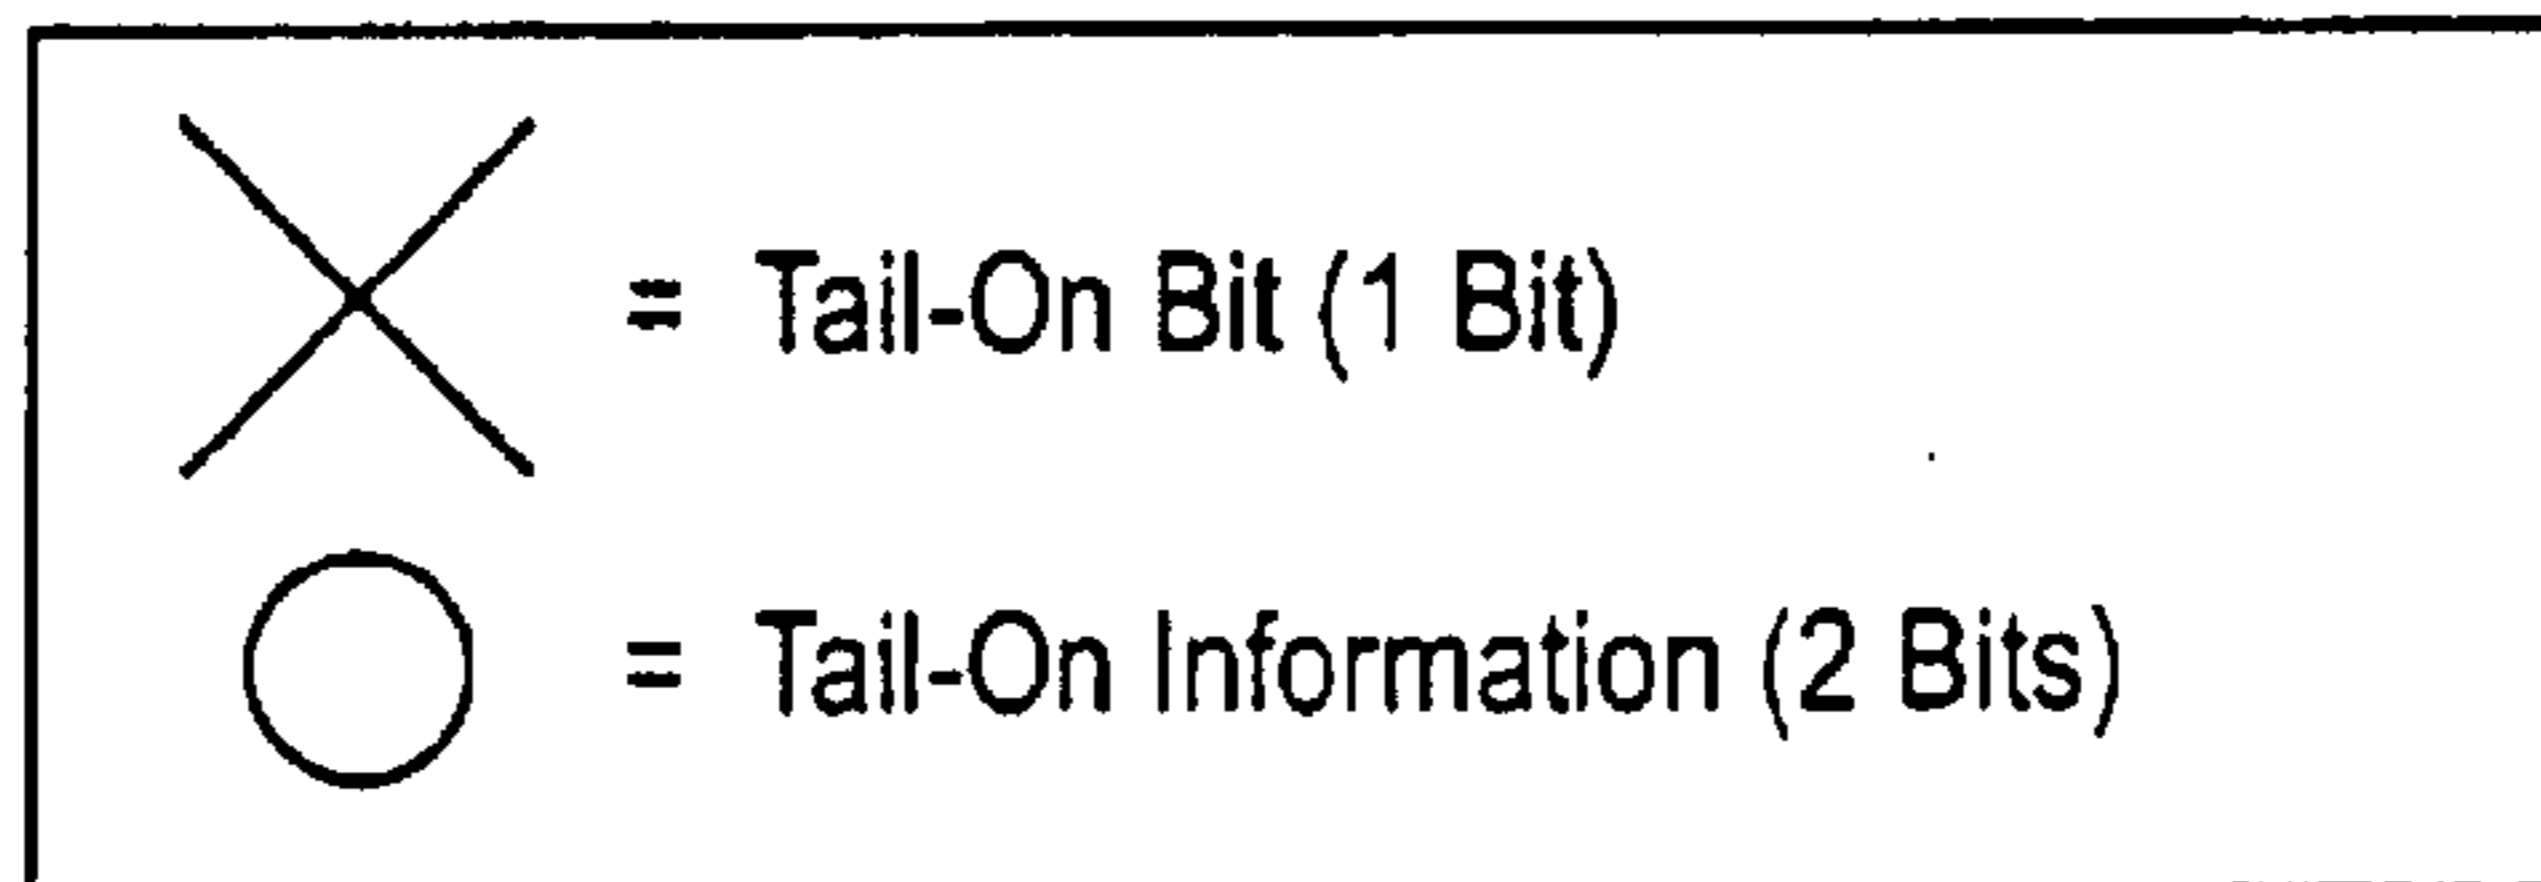 = Tail-On Bit (1 Bit)
= Tail-On Information (2 Bits)